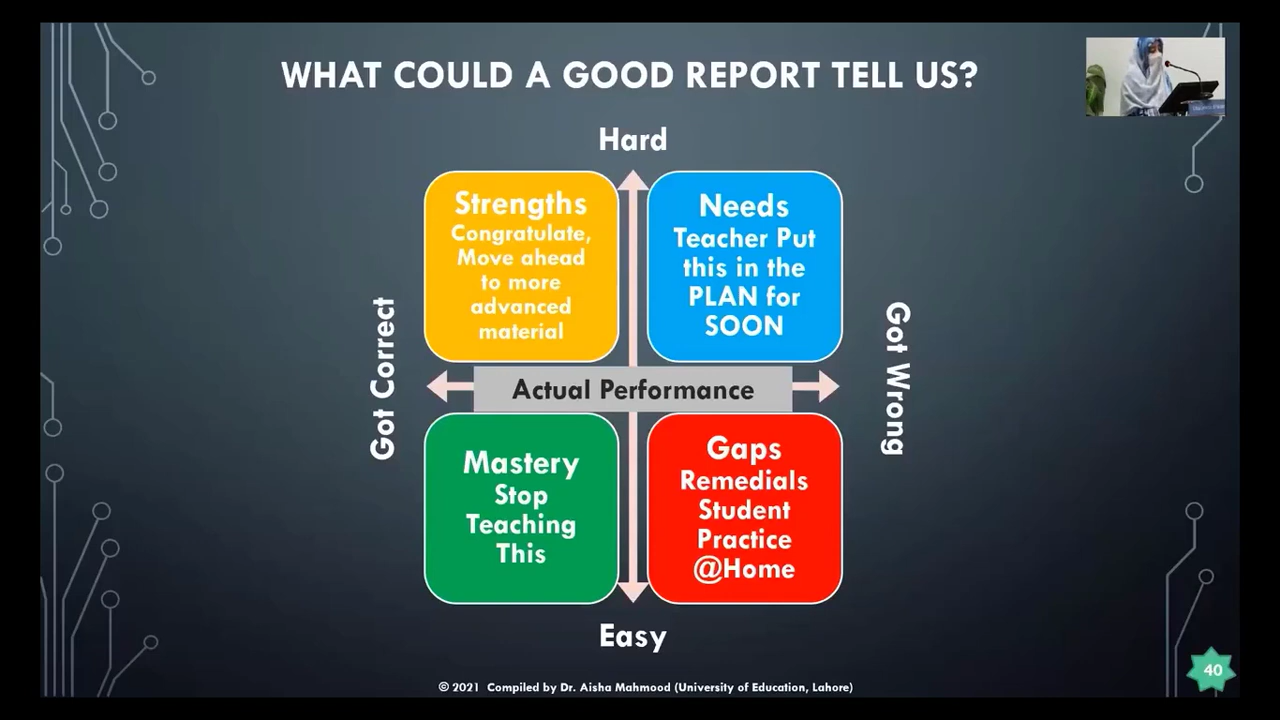 WHAT COULD A GOOD REPORT TELL US?
Hard
Strengths
Congratulate,
Move ahead
to more
advanced
material
Needs
Teacher Put
this in the
PLAN for
SOON
Got Correct
Got Wrong
Actual Performance
Mastery
Stop
Teaching
This
Gaps
Remedials
Student
Practice
@Home
Easy
40
© 2021 Compiled by Dr. Aisha Mahmood (University of Education, Lahore)